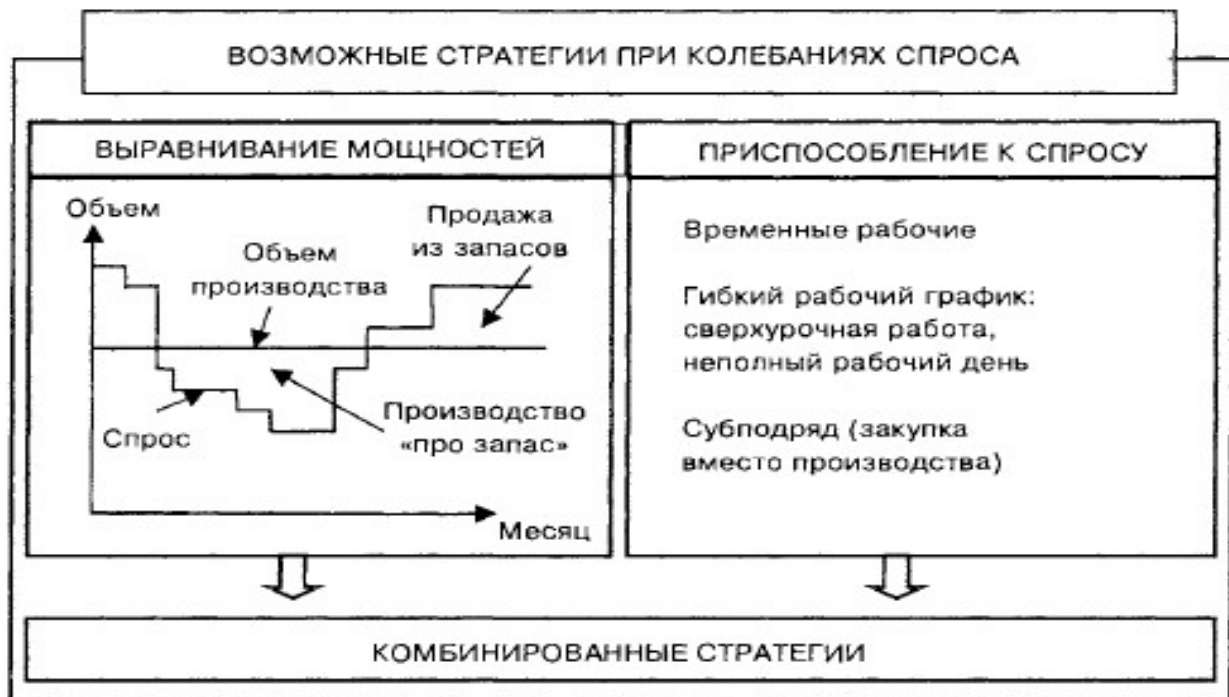 ВОЗМОЖНЫЕ СТРАТЕГИИ ПРИ КОЛЕБАНИЯХ СПРОСА
ВЫРАВНИВАНИЕ МОЩНОСТЕЙ
Объем
Продажа
из запасов
Объем
производства
Спрос
Производство
«про запас»
Месяц
ПРИСПОСОБЛЕНИЕ К СПРОСУ
Временные рабочие
Гибкий рабочий график:
сверхурочная работа,
неполный рабочий день
Субподряд (закупка
вместо производства)
КОМБИНИРОВАННЫЕ СТРАТЕГИИ